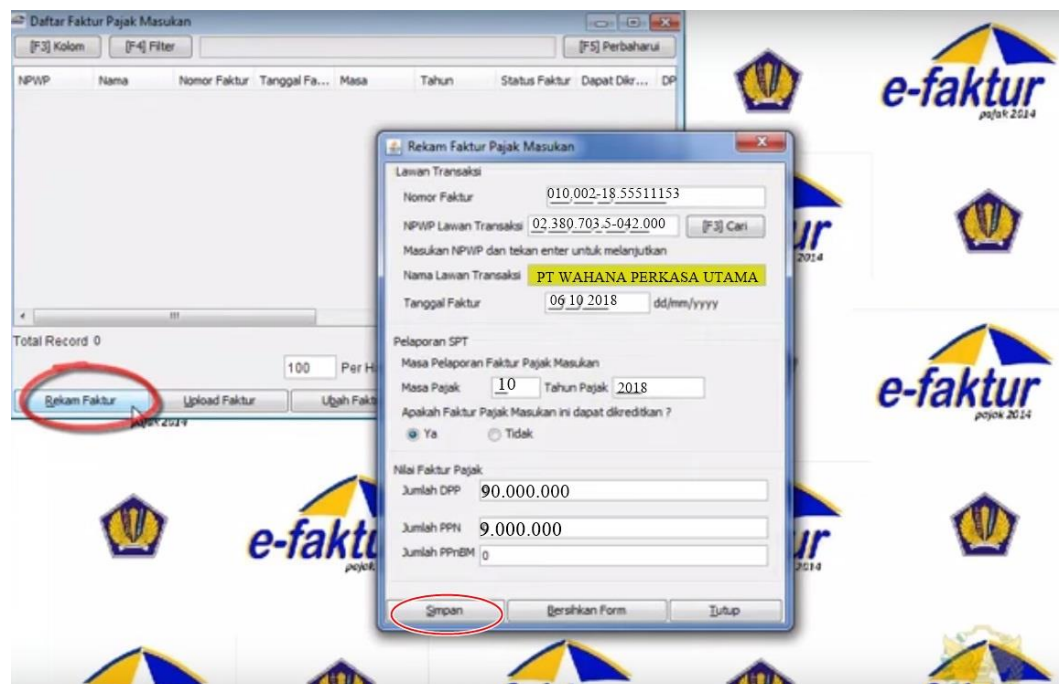 Daftar Faktur Pajak Masukan
[F3] Kolom [F4] Filter [F5] Perbaharui
NPWP Nama Nomor Faktur Tanggal Fa... Masa Tahun Status Faktur Dapat Dikr... DP
Total Record 0
100 Per H
Rekam Faktur Upload Faktur Ubah Fakt
Rekam Faktur Pajak Masukan
Lawan Transaksi
Nomor Faktur 010,002-18.55511153
NPWP Lawan Transaksi 02.380.703.5-042.000 [F3] Cari
Masukan NPWP dan tekan enter untuk melanjutkan
Nama Lawan Transaksi PT WAHANA PERKASA UTAMA
Tanggal Faktur 06 10 2018 dd/mm/yyyy
Pelaporan SPT
Masa Pelaporan Faktur Pajak Masukan
Masa Pajak 10 Tahun Pajak 2018
Apakah Faktur Pajak Masukan ini dapat dikreditkan ?
Ya Tidak
Nilai Faktur Pajak
Jumlah DPP 90.000.000
Jumlah PPN 9.000.000
Jumlah PPnBM 0
Simpan Bersihkan Form Tutup
e-faktur
pajak 2014
2014
e-faktur
pajak 2014
pajak 2014
e-faktu
pajak
2014